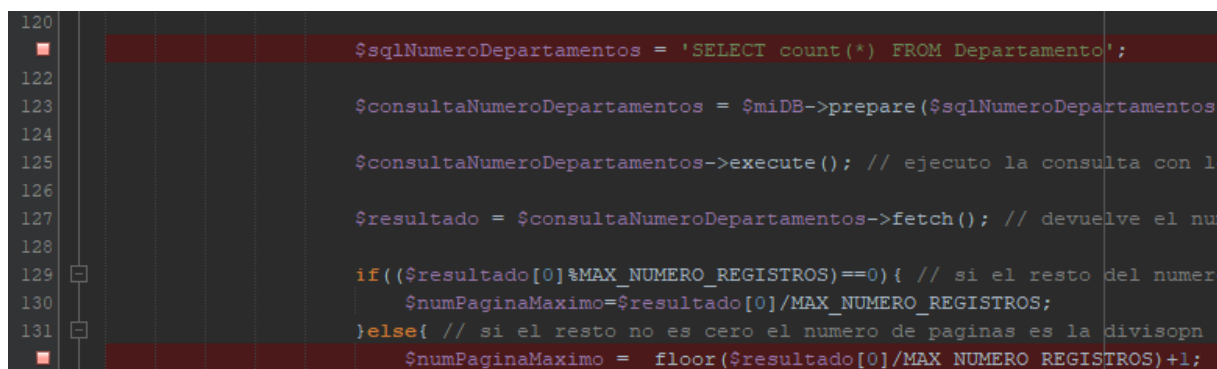 120
$sqlNumeroDepartamentos = 'SELECT count(*) FROM Departamento';
122
123 $consultaNumeroDepartamentos = $miDB->prepare($sqlNumeroDepartamentos
124
125 $consultaNumeroDepartamentos->execute(); // ejecuto la consulta con l
126
127 $resultado = $consultaNumeroDepartamentos->fetch(); // devuelve el nu
128
129 if(($resultado[0]%MAX_NUMERO_REGISTROS)==0){ // si el resto del numer
130 $numPaginaMaximo=$resultado[0]/MAX_NUMERO_REGISTROS;
131 }else{ // si el resto no es cero el numero de paginas es la divisopn
$numPaginaMaximo = floor($resultado[0]/MAX_NUMERO_REGISTROS)+1;